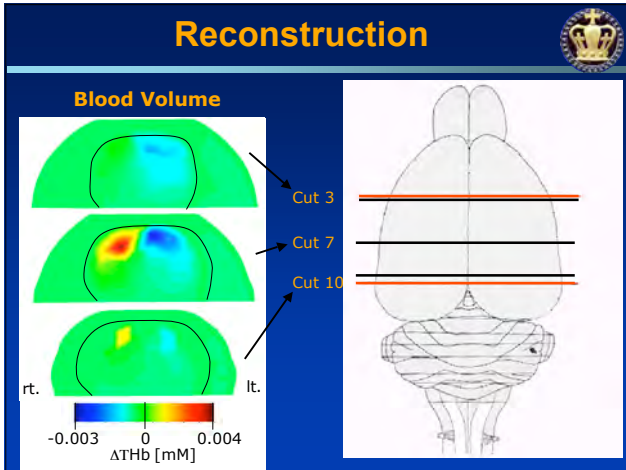 Reconstruction
Blood Volume
Cut 3
Cut 7
Cut 10
rt.
lt.
-0.003 0 0.004
ΔTHb [mM]